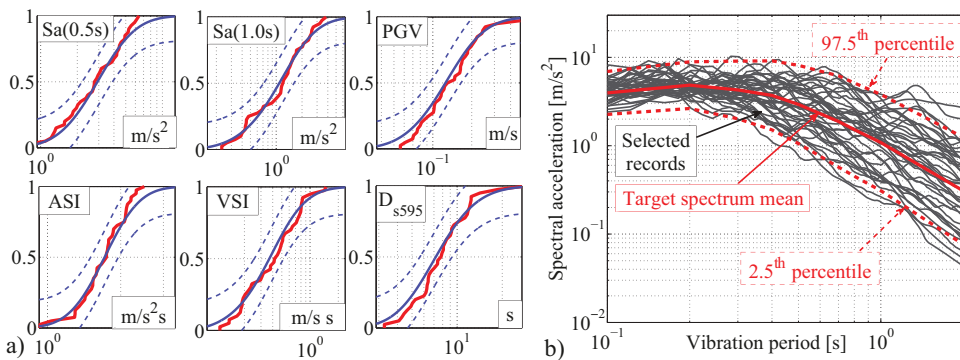 Sa(0.5s)
Sa(1.0s)
PGV
1
0.5
0
m/s²
m/s²
m/s
10⁰
10⁰
10⁻¹
ASI
VSI
D_s595
1
0.5
0
m/s²s
m/s s
s
10⁰
10⁰
10
a)
Spectral acceleration [m/s²]
10¹
10⁰
10⁻¹
10⁻²
97.5th percentile
Selected
records
Target spectrum mean
2.5th percentile
10⁻¹
10⁰
Vibration period [s]
b)